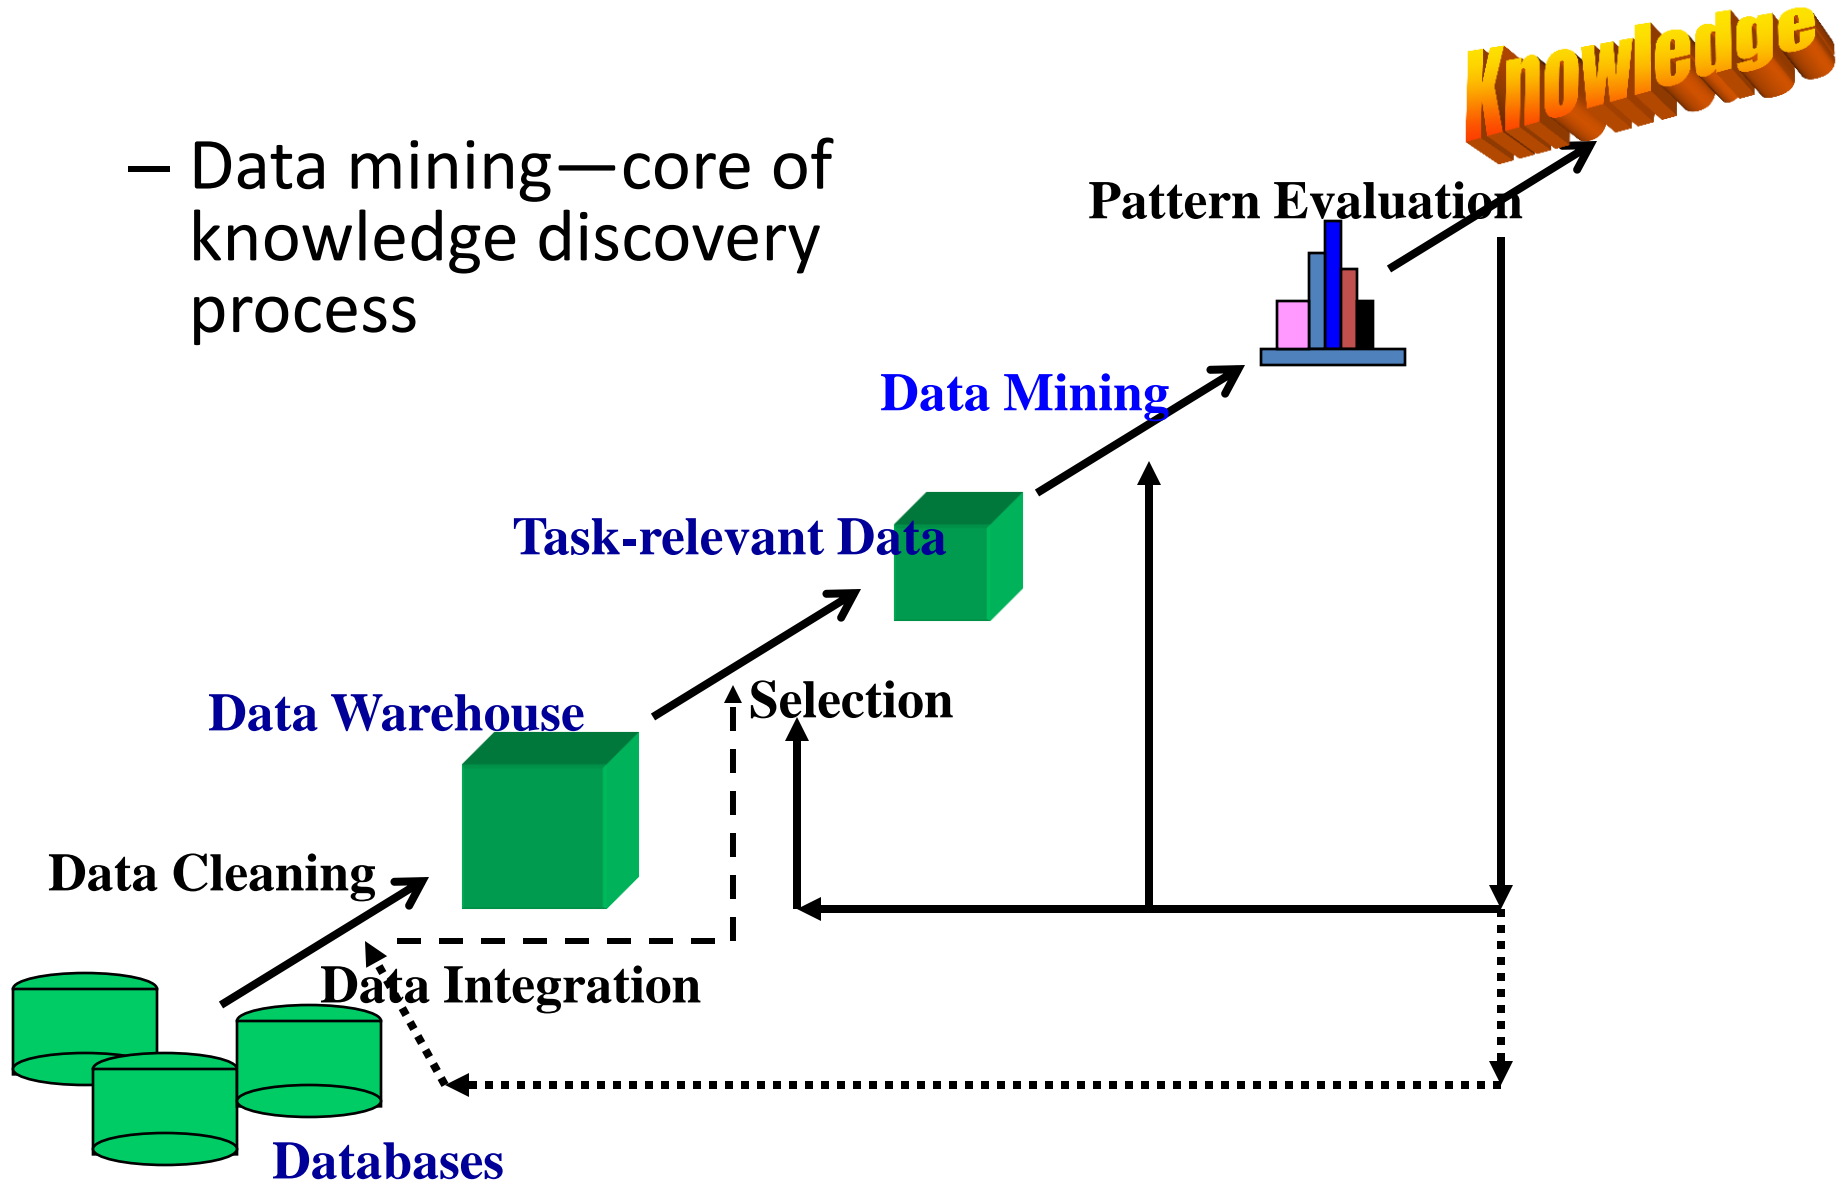 Knowledge
– Data mining—core of
knowledge discovery
process
Pattern Evaluation
Data Mining
Task-relevant Data
Selection
Data Warehouse
Data Cleaning
Data Integration
Databases